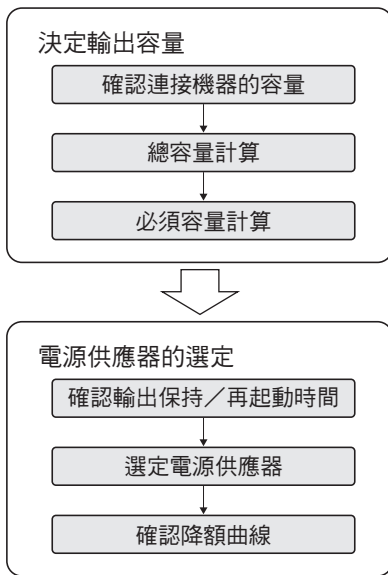 決定輸出容量
確認連接機器的容量
總容量計算
必須容量計算
電源供應器的選定
確認輸出保持／再起動時間
選定電源供應器
確認降額曲線